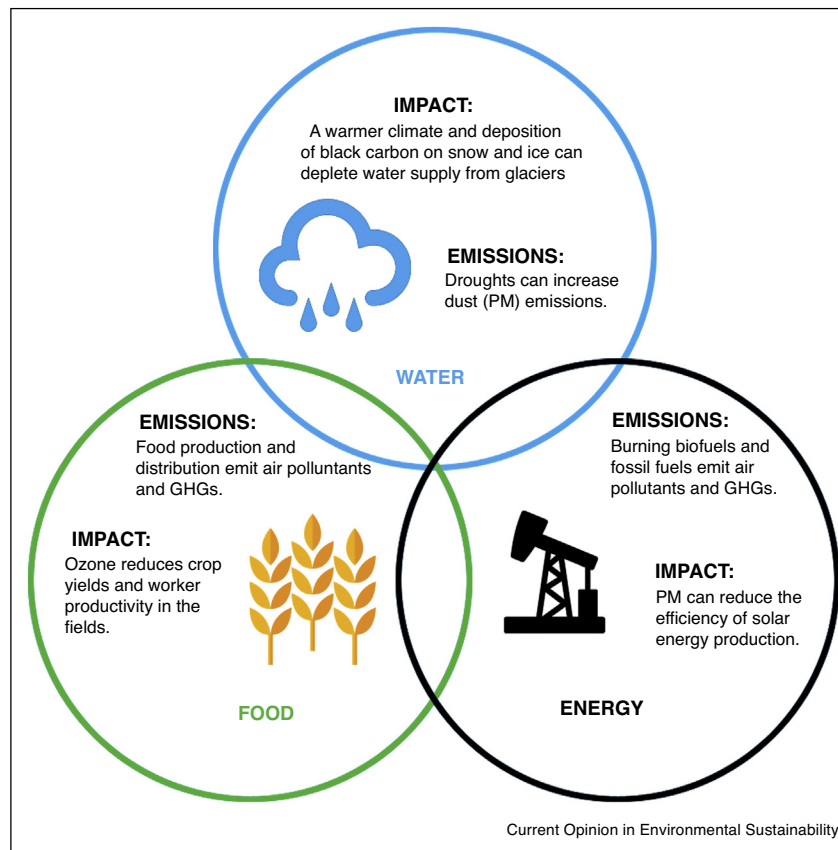 IMPACT:
A warmer climate and deposition
of black carbon on snow and ice can
deplete water supply from glaciers
EMISSIONS:
Droughts can increase
dust (PM) emissions.
WATER
EMISSIONS:
Food production and
distribution emit air polluntants
and GHGs.
IMPACT:
Ozone reduces crop
yields and worker
productivity in the
fields.
FOOD
EMISSIONS:
Burning biofuels and
fossil fuels emit air
pollutants and GHGs.
IMPACT:
PM can reduce the
efficiency of solar
energy production.
ENERGY
Current Opinion in Environmental Sustainability